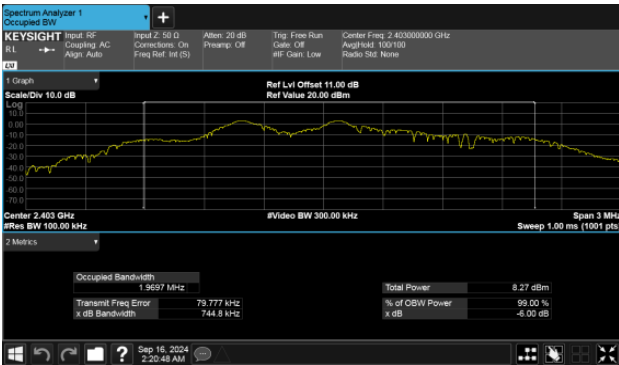 Spectrum Analyzer 1
Occupied BW
KEYSIGHT
RL
LXI
Input: RF
Coupling: AC
Align: Auto
Input Z: 50 Ω
Corrections: On
Freq Ref: Int (S)
Atten: 20 dB
Preamp: Off
Trig: Free Run
Gate: Off
#IF Gain: Low
Center Freq: 2.403000000 GHz
Avg|Hold: 100/100
Radio Std: None
1 Graph
Scale/Div 10.0 dB
Ref Lvl Offset 11.00 dB
Ref Value 20.00 dBm
Log
10.0
0.00
-10.0
-20.0
-30.0
-40.0
-50.0
-60.0
-70.0
Center 2.403 GHz
#Res BW 100.00 kHz
#Video BW 300.00 kHz
Span 3 MHz
Sweep 1.00 ms (1001 pts)
2 Metrics
Occupied Bandwidth
1.9697 MHz
Transmit Freq Error 79.777 kHz
x dB Bandwidth 744.8 kHz
Total Power 8.27 dBm
% of OBW Power 99.00 %
x dB -6.00 dB
Sep 16, 2024
2:20:48 AM